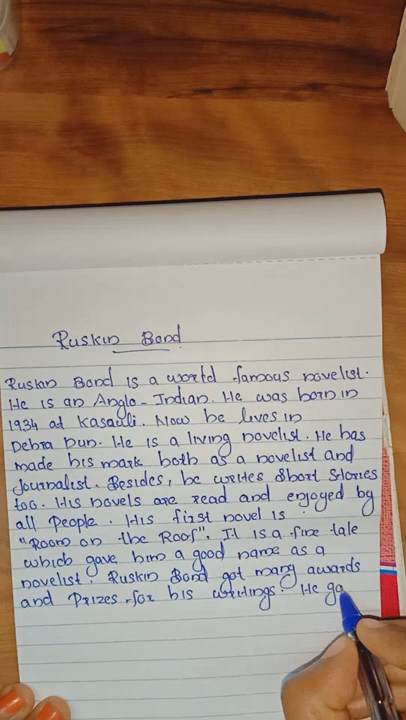 Ruskin Bond
Ruskin Bond is a world famous novelist.
He is an Anglo-Indian. He was born in
1934 at Kasauli. Now he lives in
Dehra Dun. He is a living novelist. He has
made his mark both as a novelist and
Journalist. Besides, he writes Short Stories
too. His novels are read and enjoyed by
all People. His first novel is
"Room on the Roof". It is a fine tale
which gave him a good name as a
novelist. Ruskin Bond got many awards
and Prizes for his writings. He ga